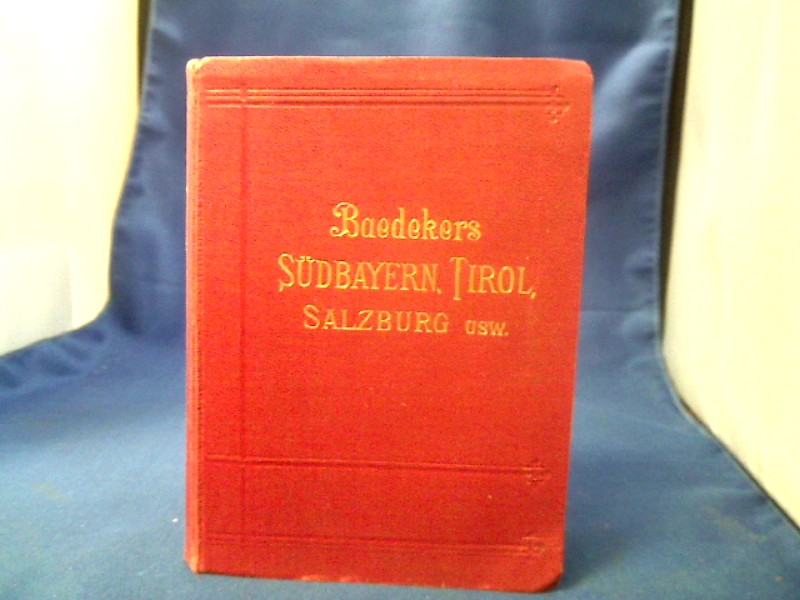 Baedekers
SÜDBAYERN, TIROL,
SALZBURG usw.